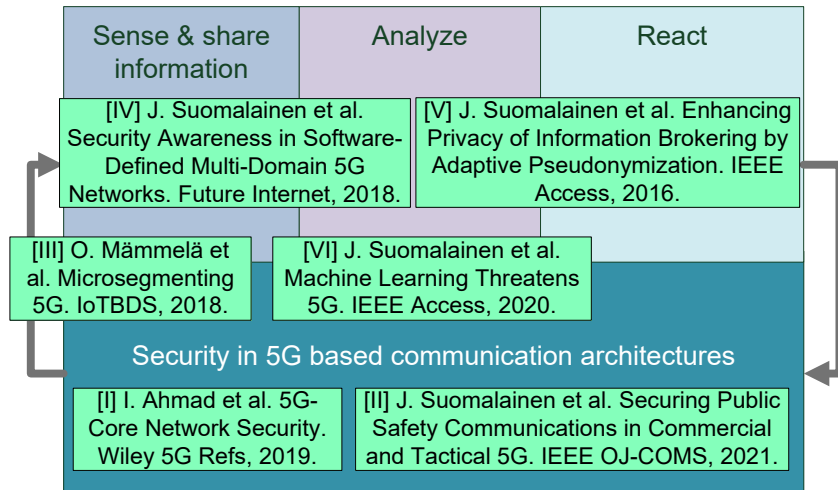 Sense & share
information
Analyze
React
[IV] J. Suomalainen et al.
Security Awareness in Software-
Defined Multi-Domain 5G
Networks. Future Internet, 2018.
[V] J. Suomalainen et al. Enhancing
Privacy of Information Brokering by
Adaptive Pseudonymization. IEEE
Access, 2016.
[III] O. Mämmelä et
al. Microsegmenting
5G. IoTBDS, 2018.
[VI] J. Suomalainen et al.
Machine Learning Threatens
5G. IEEE Access, 2020.
Security in 5G based communication architectures
[I] I. Ahmad et al. 5G-
Core Network Security.
Wiley 5G Refs, 2019.
[II] J. Suomalainen et al. Securing Public
Safety Communications in Commercial
and Tactical 5G. IEEE OJ-COMS, 2021.